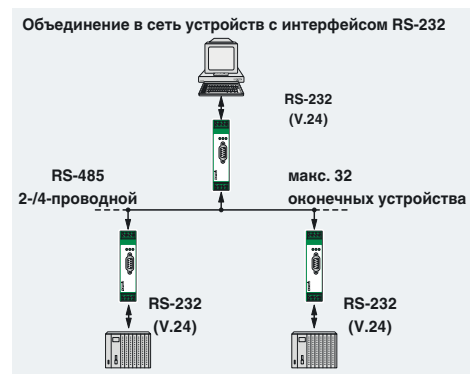 Объединение в сеть устройств с интерфейсом RS-232
RS-232
(V.24)
RS-485
2-/4-проводной
макс. 32
оконечных устройства
RS-232
(V.24)
RS-232
(V.24)